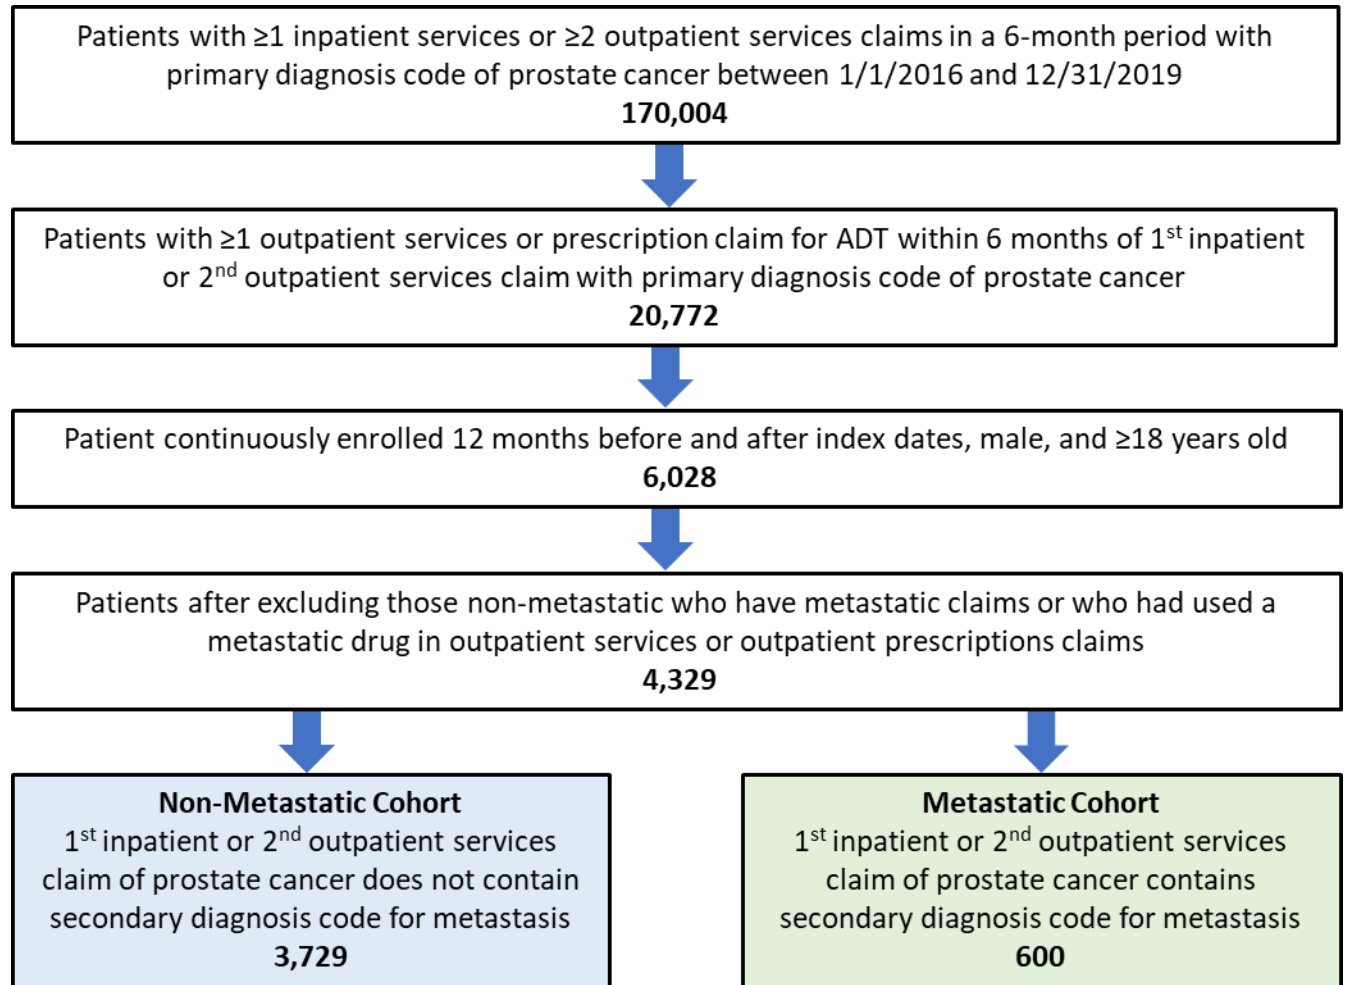 Patients with ≥1 inpatient services or ≥2 outpatient services claims in a 6-month period with
primary diagnosis code of prostate cancer between 1/1/2016 and 12/31/2019
170,004
Patients with ≥1 outpatient services or prescription claim for ADT within 6 months of 1st inpatient
or 2nd outpatient services claim with primary diagnosis code of prostate cancer
20,772
Patient continuously enrolled 12 months before and after index dates, male, and ≥18 years old
6,028
Patients after excluding those non-metastatic who have metastatic claims or who had used a
metastatic drug in outpatient services or outpatient prescriptions claims
4,329
Non-Metastatic Cohort
1st inpatient or 2nd outpatient services
claim of prostate cancer does not contain
secondary diagnosis code for metastasis
3,729
Metastatic Cohort
1st inpatient or 2nd outpatient services
claim of prostate cancer contains
secondary diagnosis code for metastasis
600